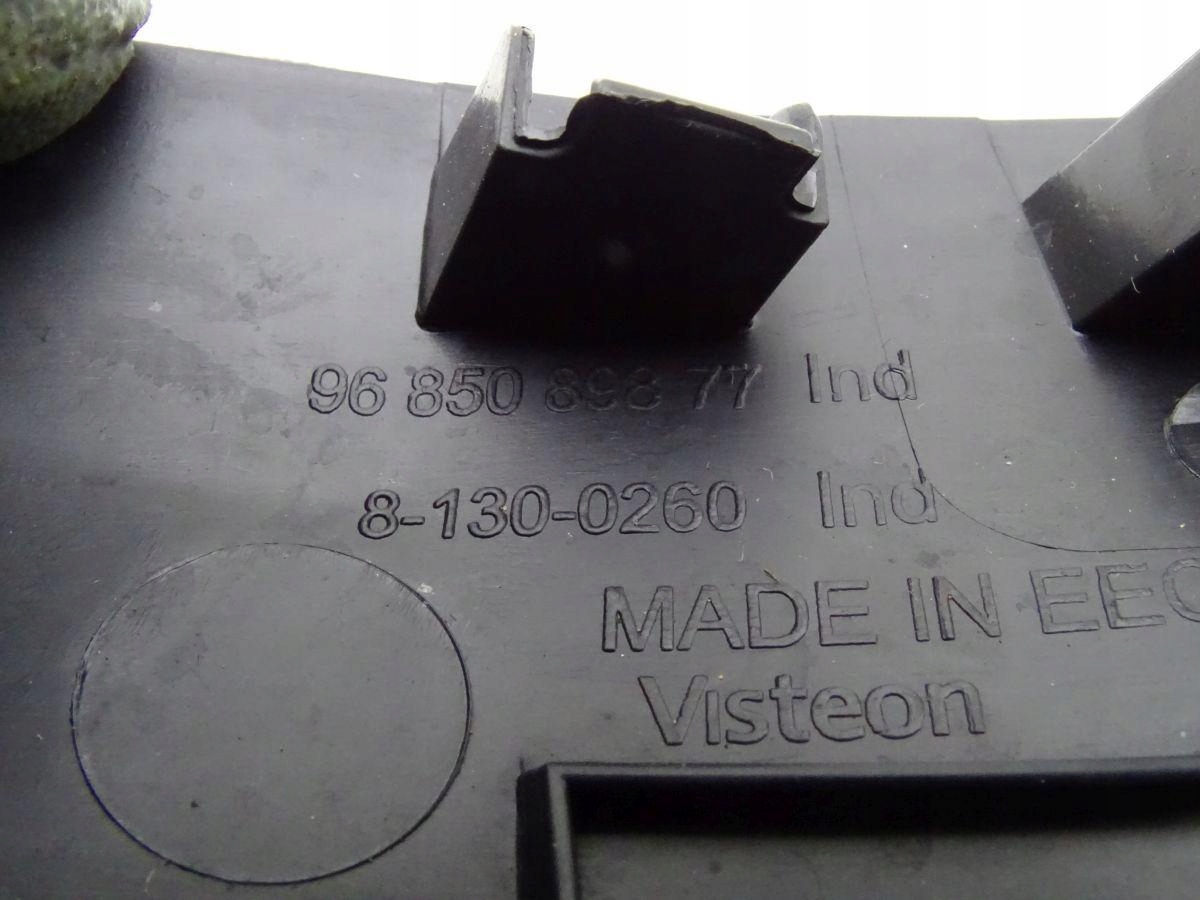 96 850 898 77 Ind
8-130-0260 Ind
MADE IN EEC
Visteon